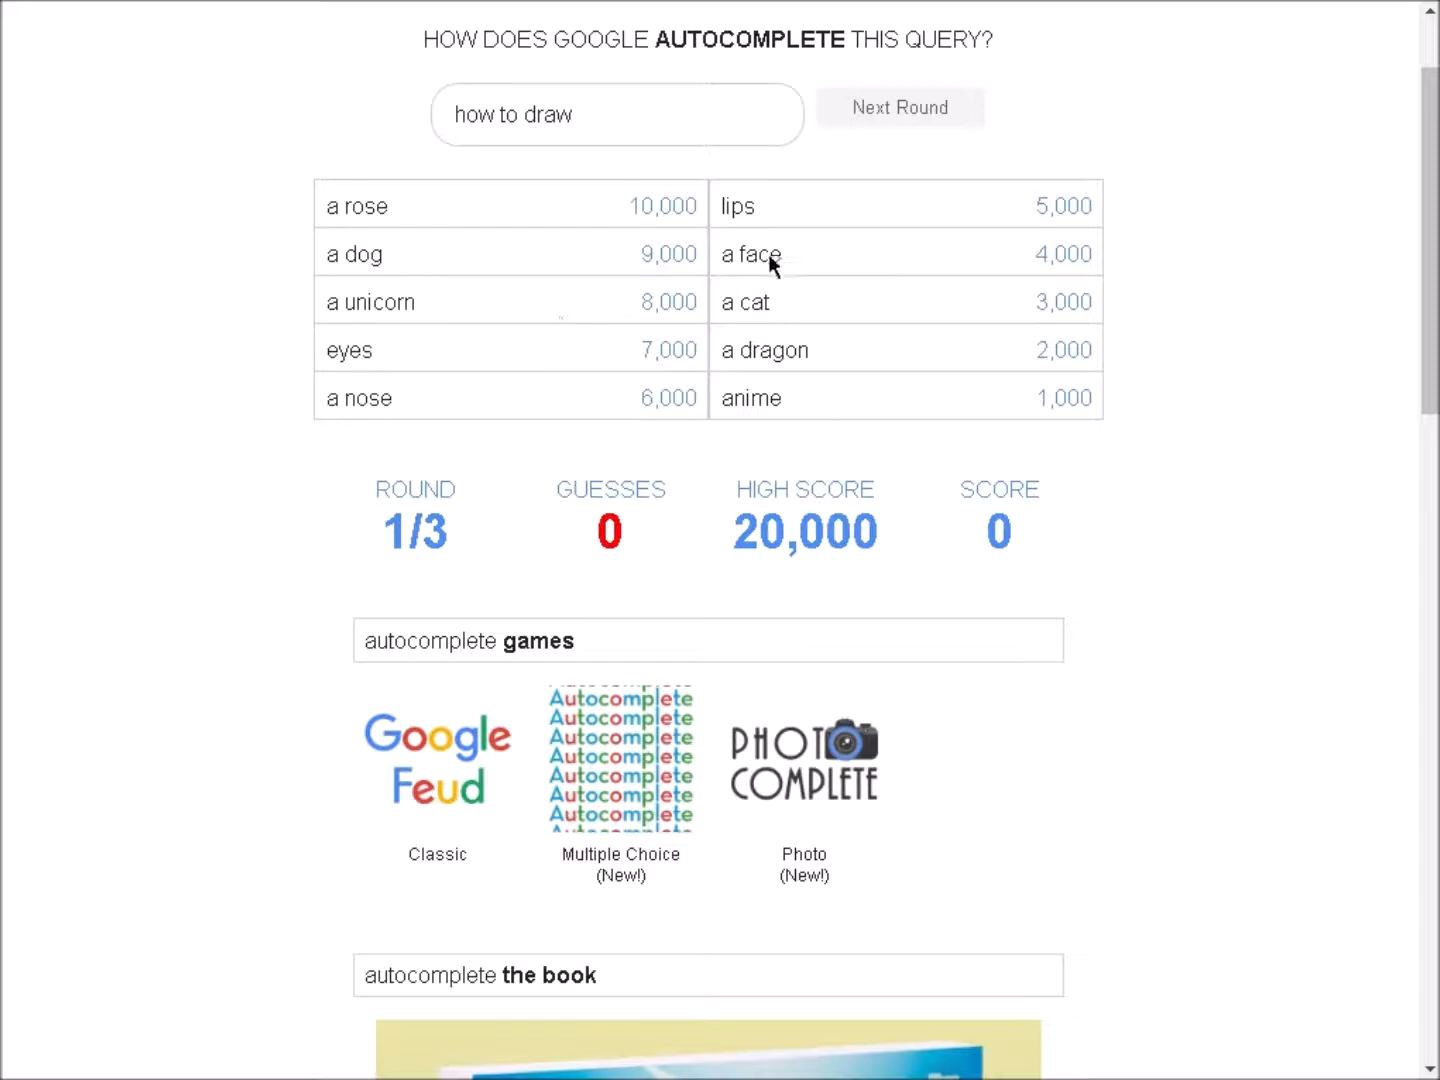 HOW DOES GOOGLE AUTOCOMPLETE THIS QUERY?
how to draw
Next Round
a rose 10,000 lips 5,000
a dog 9,000 a face 4,000
a unicorn 8,000 a cat 3,000
eyes 7,000 a dragon 2,000
a nose 6,000 anime 1,000
ROUND GUESSES HIGH SCORE SCORE
1/3 0 20,000 0
autocomplete games
Google
Feud
Autocomplete
Autocomplete
Autocomplete
Autocomplete
Autocomplete
Autocomplete
Autocomplete
PHOTO
COMPLETE
Classic
Multiple Choice
(New!)
Photo
(New!)
autocomplete the book